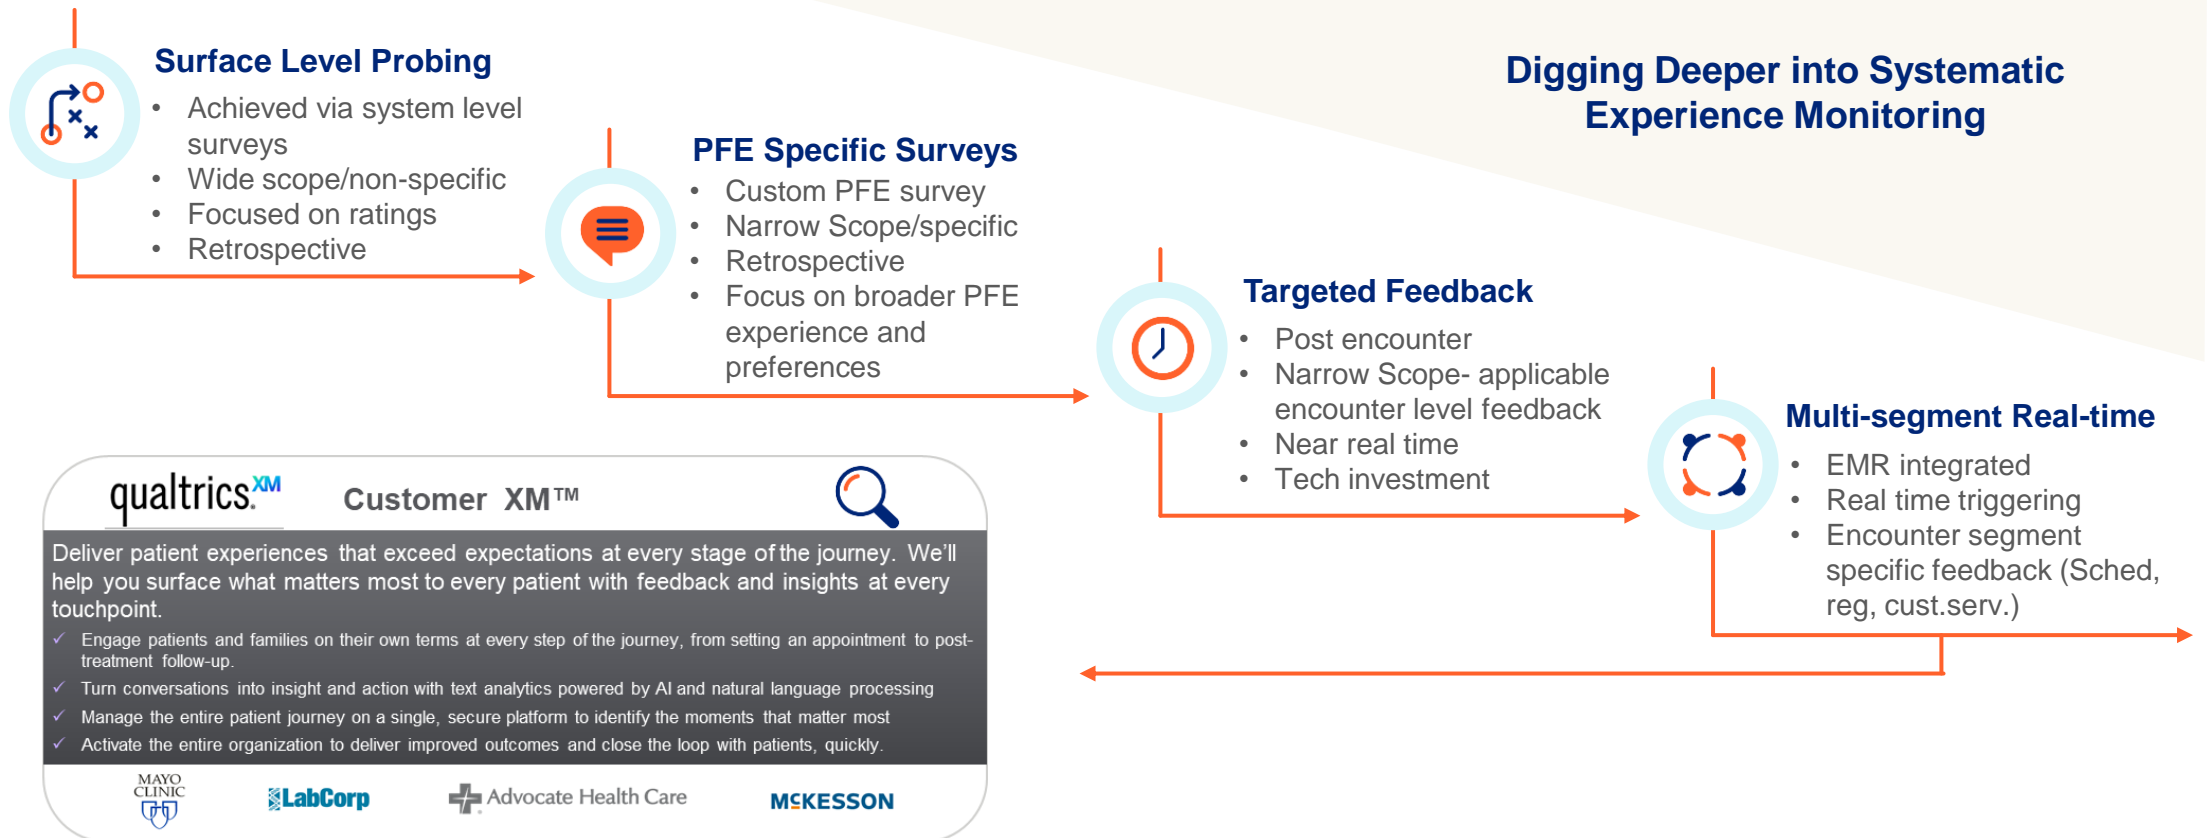 Digging Deeper into Systematic
Experience Monitoring
Surface Level Probing
• Achieved via system level
surveys
• Wide scope/non-specific
• Focused on ratings
• Retrospective
PFE Specific Surveys
• Custom PFE survey
• Narrow Scope/specific
• Retrospective
• Focus on broader PFE
experience and
preferences
Targeted Feedback
• Post encounter
• Narrow Scope- applicable
encounter level feedback
• Near real time
• Tech investment
Multi-segment Real-time
• EMR integrated
• Real time triggering
• Encounter segment
specific feedback (Sched,
reg, cust.serv.)
qualtrics.XM
Customer XM™
Deliver patient experiences that exceed expectations at every stage of the journey. We'll
help you surface what matters most to every patient with feedback and insights at every
touchpoint.
✓ Engage patients and families on their own terms at every step of the journey, from setting an appointment to post-
treatment follow-up.
✓ Turn conversations into insight and action with text analytics powered by AI and natural language processing
✓ Manage the entire patient journey on a single, secure platform to identify the moments that matter most
✓ Activate the entire organization to deliver improved outcomes and close the loop with patients, quickly.
MAYO
CLINIC
LabCorp
Advocate Health Care
MCKESSON